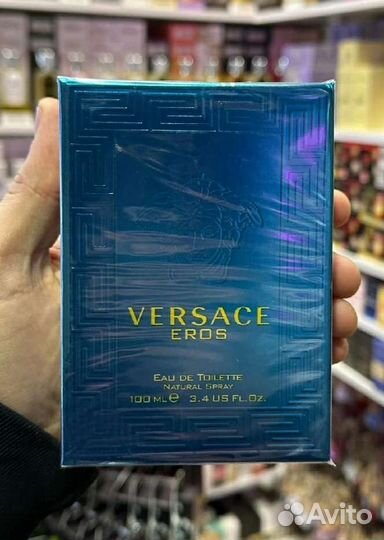 VERSACE
EROS
EAU DE TOILETTE
NATURAL SPRAY
100 ML e 3.4 US FL.OZ.
Avito